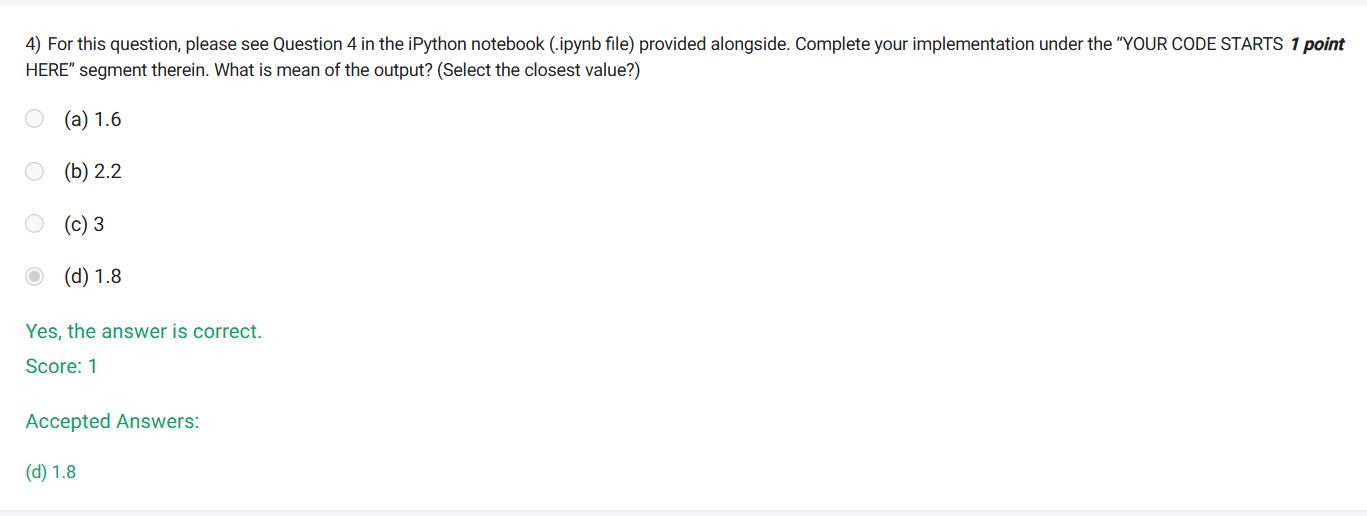 4) For this question, please see Question 4 in the iPython notebook (.ipynb file) provided alongside. Complete your implementation under the “YOUR CODE STARTS 1 point
HERE” segment therein. What is mean of the output? (Select the closest value?)
(a) 1.6
(b) 2.2
(c) 3
(d) 1.8
Yes, the answer is correct.
Score: 1
Accepted Answers:
(d) 1.8